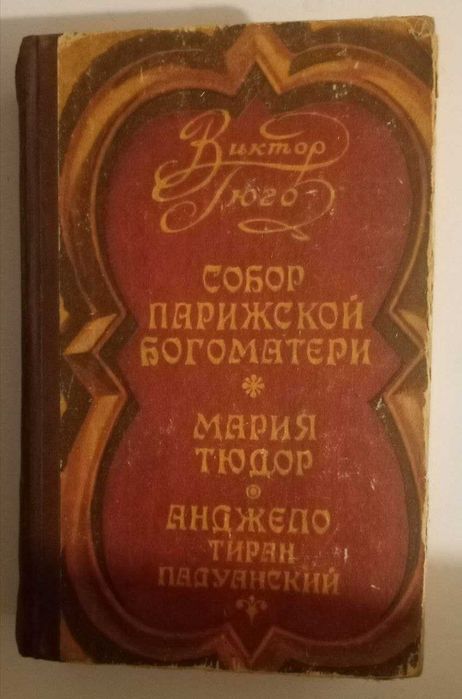 Виктор
Гюго
СОБОР
ПАРИЖСКОЙ
БОГОМАТЕРИ
МАРИЯ
ТЮДОР
АНДЖЕЛО
ТИРАН
ПАДУАНСКИЙ